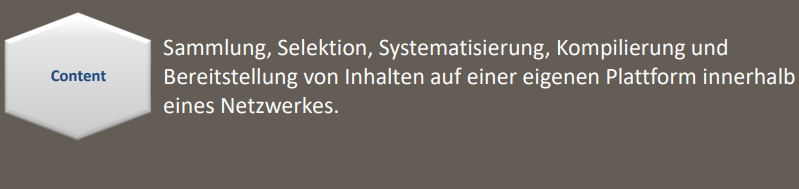 Content
Sammlung, Selektion, Systematisierung, Kompilierung und
Bereitstellung von Inhalten auf einer eigenen Plattform innerhalb
eines Netzwerkes.